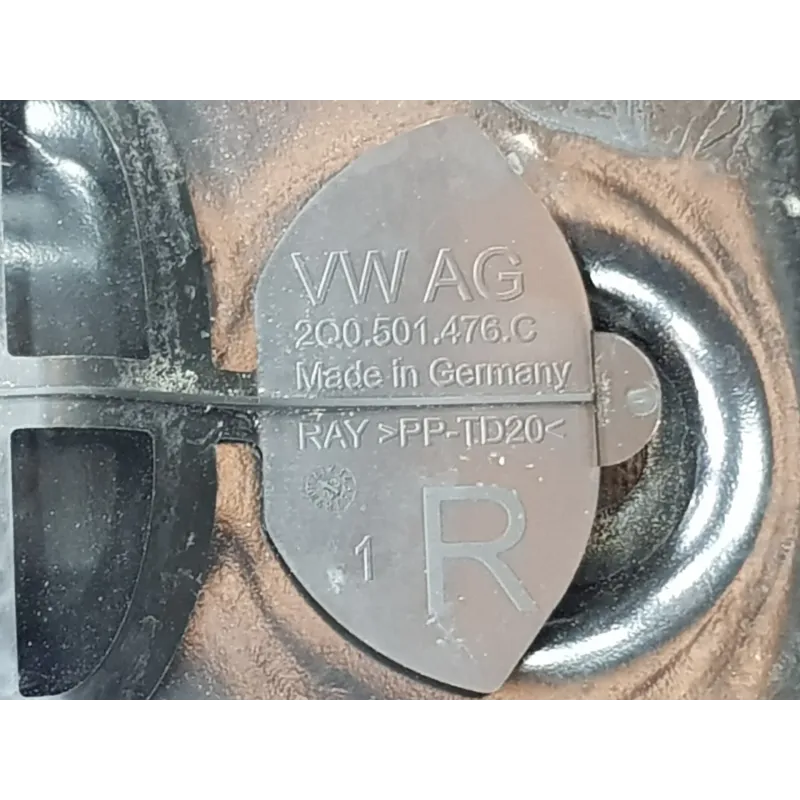 VW AG
2Q0.501.476.C
Made in Germany
RAY >PP-TD20<
1
R